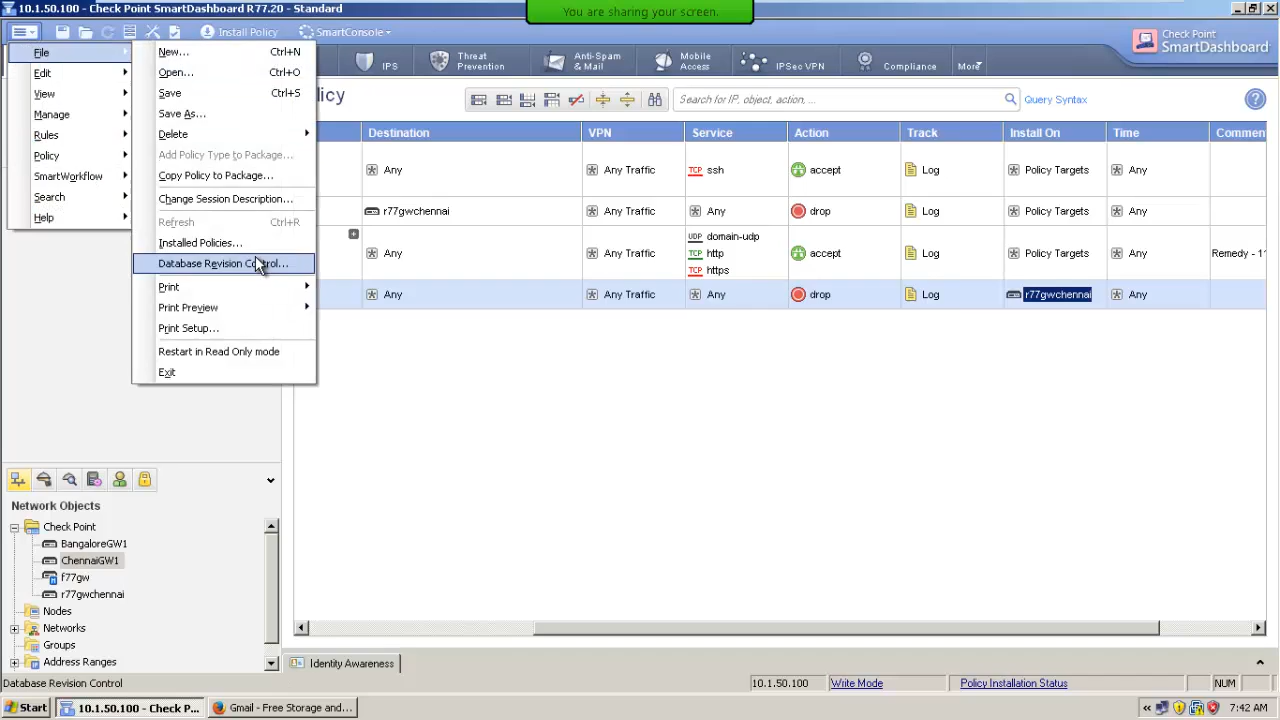 10.1.50.100 - Check Point SmartDashboard R77.20 - Standard
You are sharing your screen.
Install Policy
SmartConsole
Check Point
SmartDashboard
IPS
Threat
Prevention
Anti-Spam
& Mail
Mobile
Access
IPSec VPN
Compliance
More
File
Edit
View
Manage
Rules
Policy
SmartWorkflow
Search
Help
New... Ctrl+N
Open... Ctrl+O
Save Ctrl+S
Save As...
Delete
Add Policy Type to Package...
Copy Policy to Package...
Change Session Description...
Refresh Ctrl+R
Installed Policies...
Database Revision Control...
Print
Print Preview
Print Setup...
Restart in Read Only mode
Exit
licy
Search for IP, object, action, ...
Query Syntax
Destination VPN Service Action Track Install On Time Commen
Any Any Traffic TCP ssh accept Log Policy Targets Any
r77gwchennai Any Traffic Any drop Log Policy Targets Any
UDP domain-udp
Any Any Traffic TCP http accept Log Policy Targets Any Remedy - 1
TCP https
Any Any Traffic Any drop Log r77gwchennai Any
Network Objects
Check Point
BangaloreGW1
ChennaiGW1
f77gw
r77gwchennai
Nodes
Networks
Groups
Address Ranges
Identity Awareness
Database Revision Control
10.1.50.100
Write Mode
Policy Installation Status
NUM
Start
10.1.50.100 - Check P...
Gmail - Free Storage and...
7:42 AM